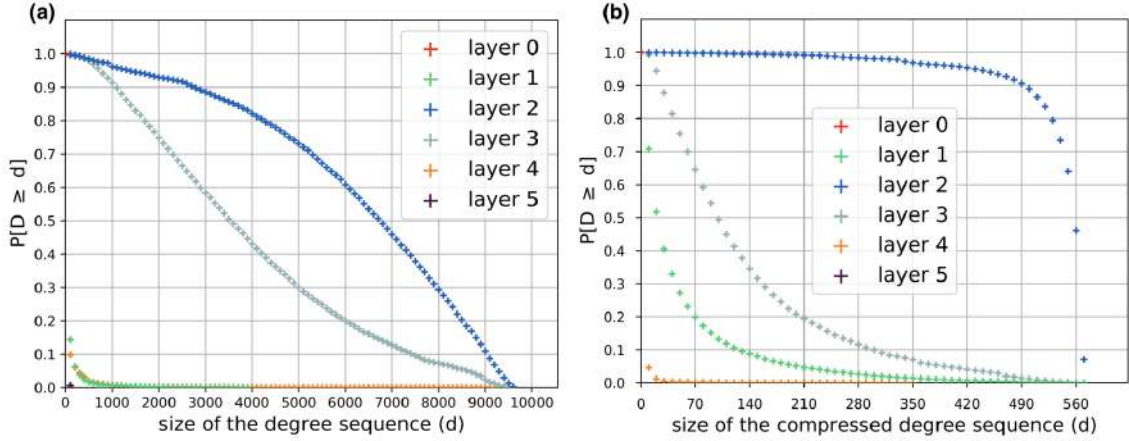 (a)
1.0
0.9
0.8
0.7
0.6
0.5
0.4
0.3
0.2
0.1
0.0
P[D ≥ d]
layer 0
layer 1
layer 2
layer 3
layer 4
layer 5
0 1000 2000 3000 4000 5000 6000 7000 8000 9000 10000
size of the degree sequence (d)
(b)
1.0
0.9
0.8
0.7
0.6
0.5
0.4
0.3
0.2
0.1
0.0
P[D ≥ d]
layer 0
layer 1
layer 2
layer 3
layer 4
layer 5
0 70 140 210 280 350 420 490 560
size of the compressed degree sequence (d)